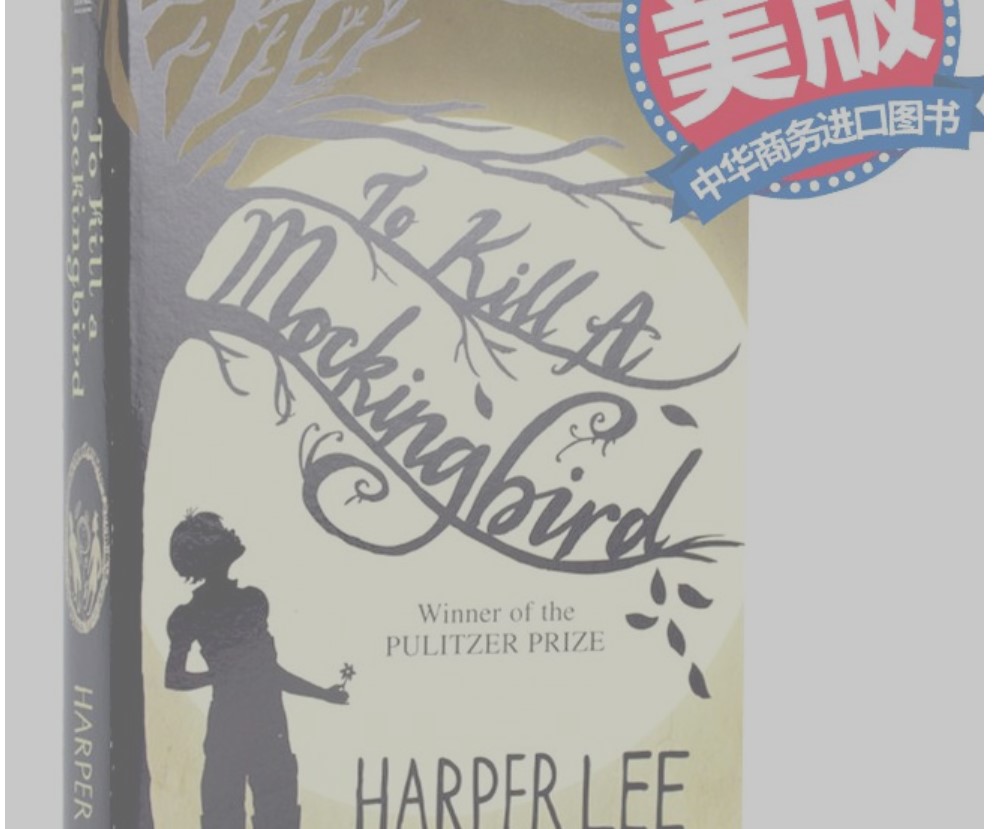 美版
中华商务进口图书
To Kill A
Mockingbird
Winner of the
PULITZER PRIZE
HARPER LEE
To Kill a
Mockingbird
HARPER